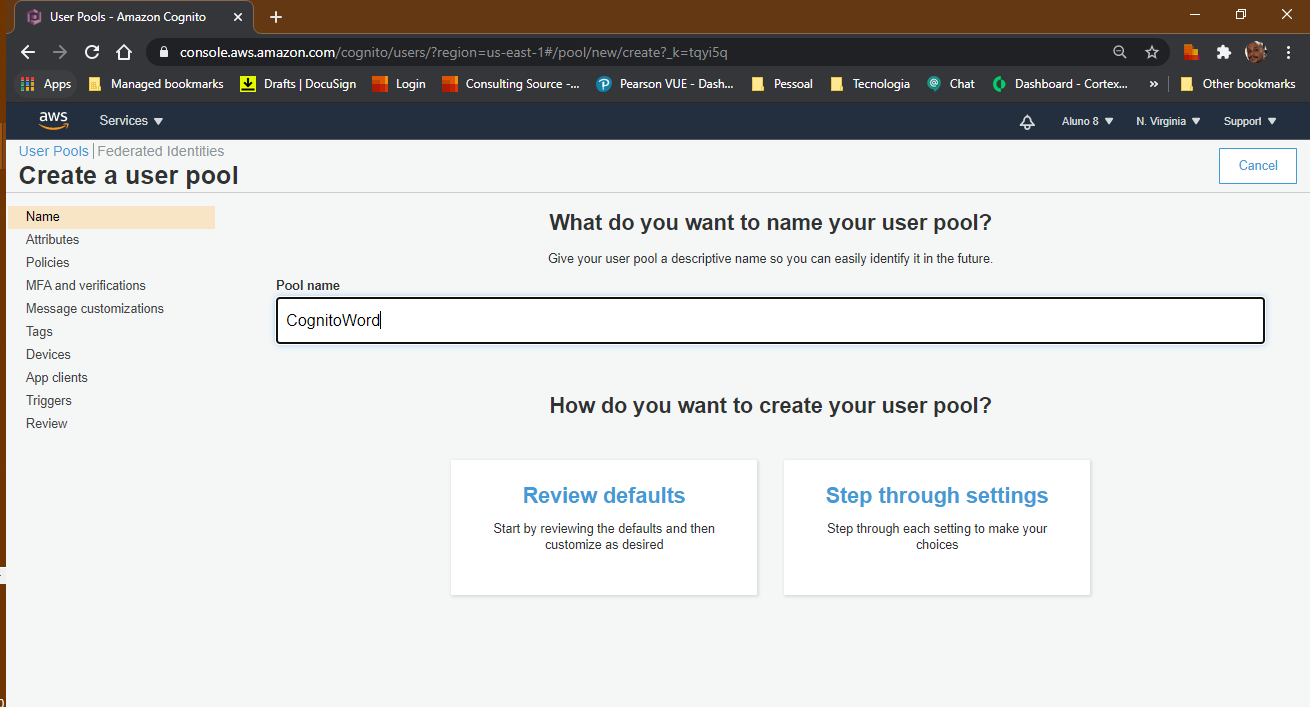 User Pools - Amazon Cognito
console.aws.amazon.com/cognito/users/?region=us-east-1#/pool/new/create?_k=tqyi5q
Apps Managed bookmarks Drafts | DocuSign Login Consulting Source -... Pearson VUE - Dash... Pessoal Tecnologia Chat Dashboard - Cortex... » Other bookmarks
aws Services Aluno 8 N. Virginia Support
User Pools | Federated Identities
Create a user pool
Cancel
Name
Attributes
Policies
MFA and verifications
Message customizations
Tags
Devices
App clients
Triggers
Review
What do you want to name your user pool?
Give your user pool a descriptive name so you can easily identify it in the future.
Pool name
CognitoWord
How do you want to create your user pool?
Review defaults
Start by reviewing the defaults and then
customize as desired
Step through settings
Step through each setting to make your
choices